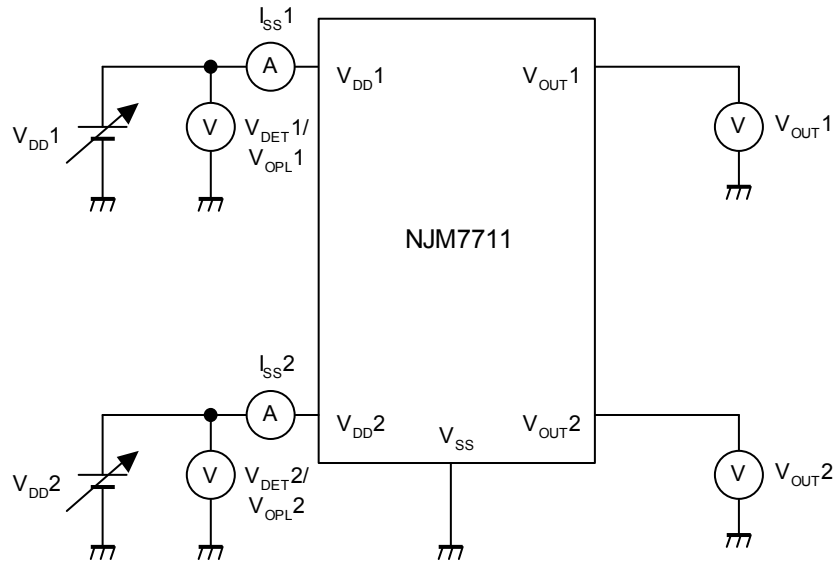 I_SS1
A
V_DD1
V_OUT1
V_DD1
V
V_DET1/
V_OPL1
V
V_OUT1
NJM7711
I_SS2
A
V_DD2
V_SS
V_OUT2
V_DD2
V
V_DET2/
V_OPL2
V
V_OUT2